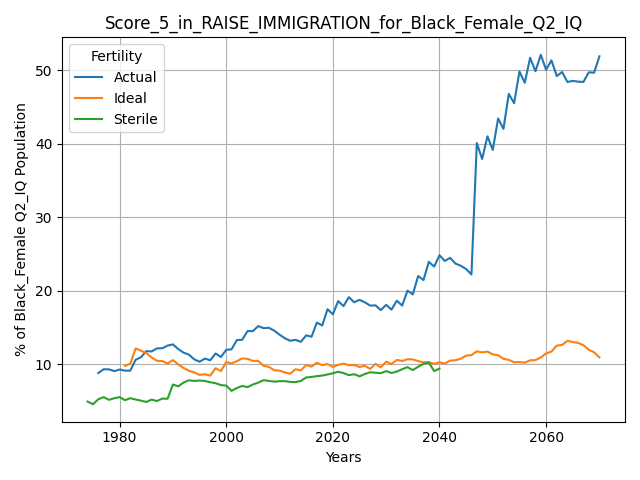 Score_5_in_RAISE_IMMIGRATION_for_Black_Female_Q2_IQ
Fertility
Actual
Ideal
Sterile
% of Black_Female Q2_IQ Population
50
40
30
20
10
1980
2000
2020
2040
2060
Years